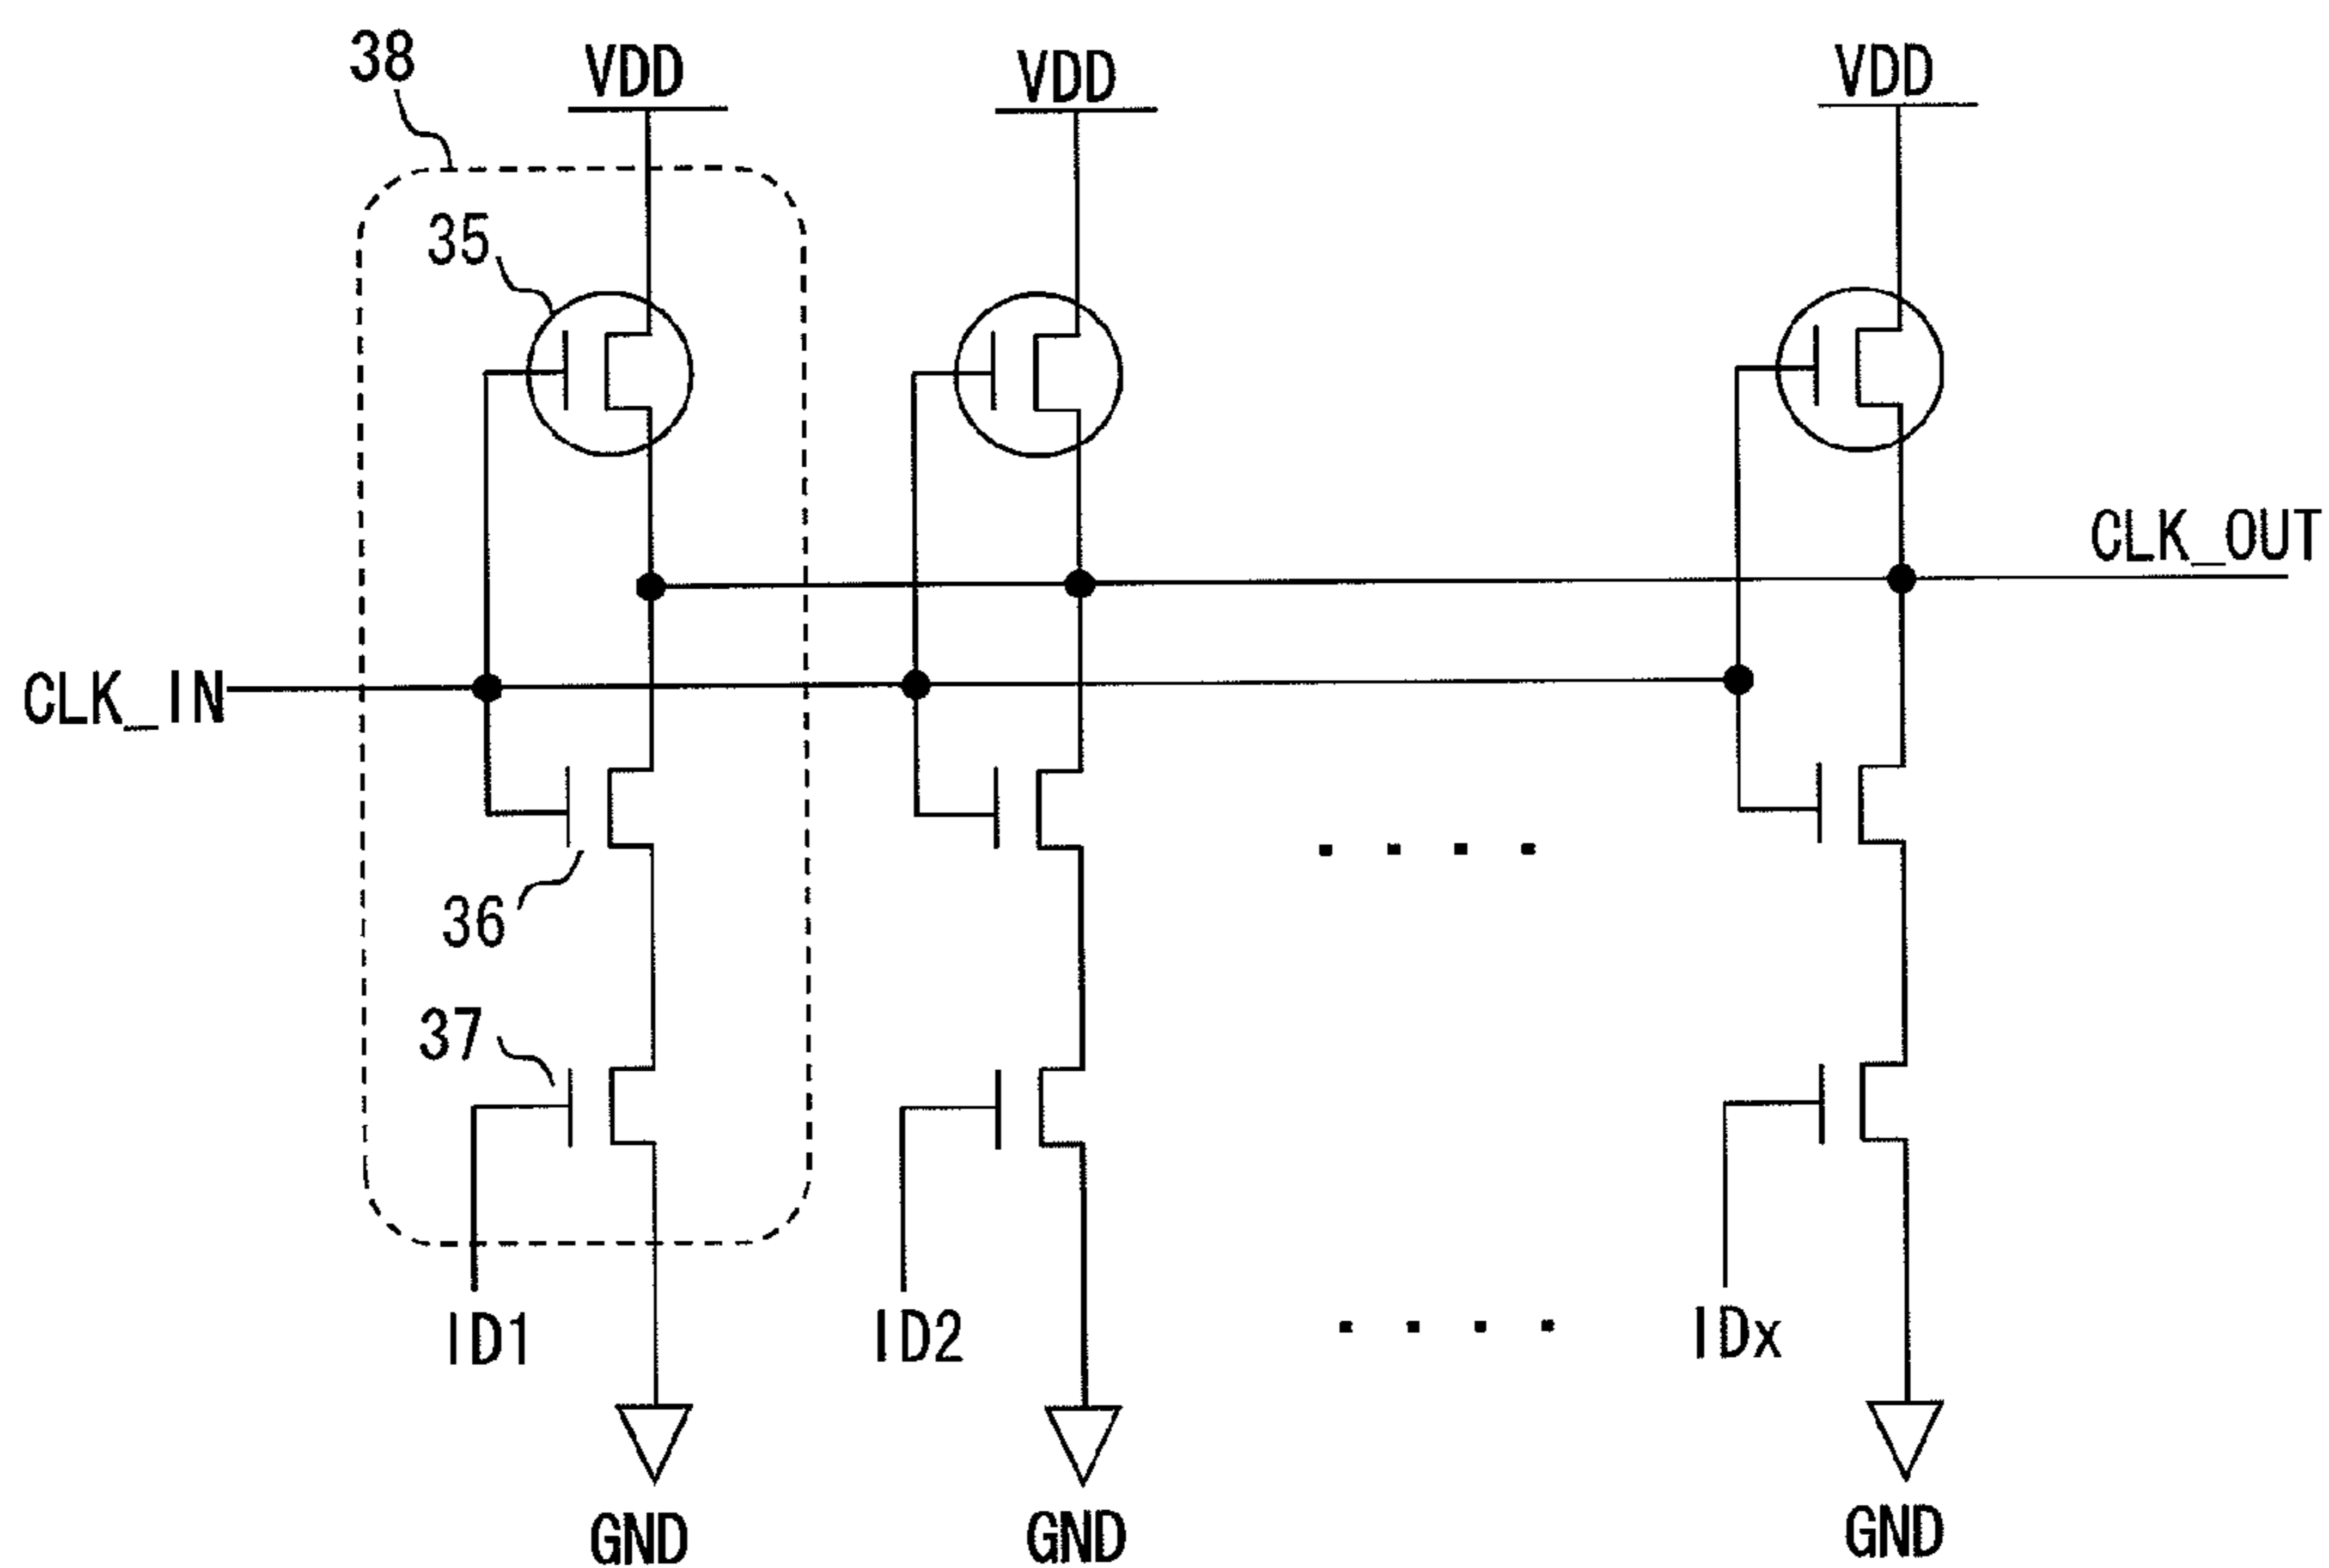 38
VDD
VDD
VDD
35
CLK_OUT
CLK_IN
36
37
ID1
ID2
IDx
GND
GND
GND